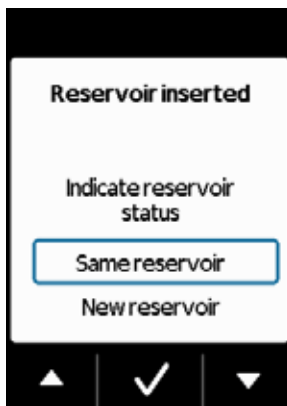 Reservoir inserted
Indicate reservoir
status
Same reservoir
New reservoir